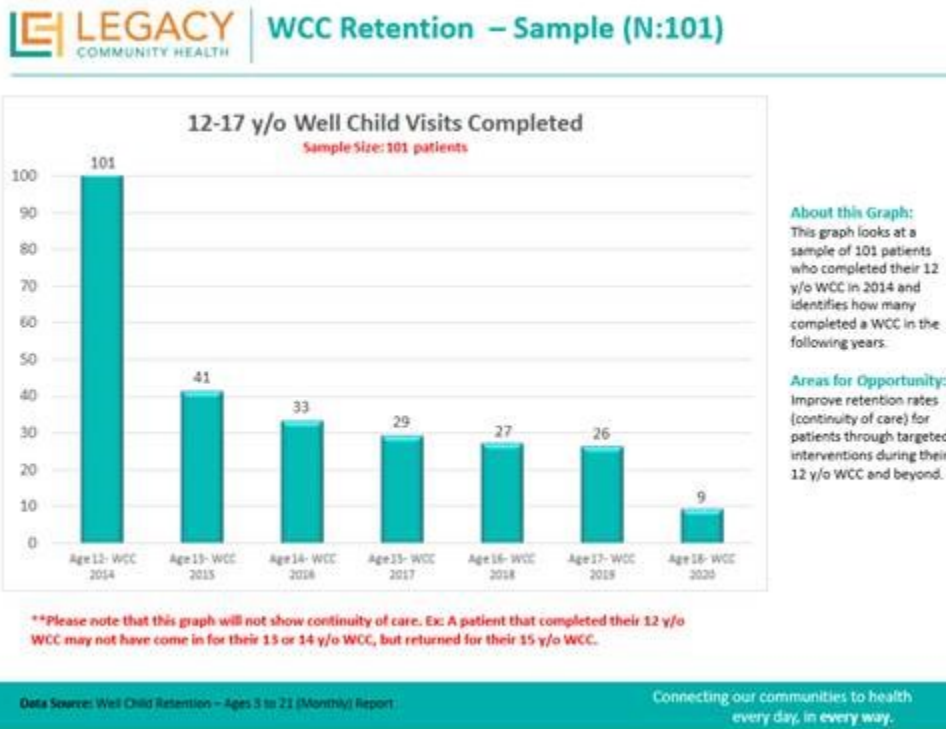 LEGACY
COMMUNITY HEALTH
WCC Retention – Sample (N:101)
12-17 y/o Well Child Visits Completed
Sample Size: 101 patients
101
100
90
80
70
60
50
40
30
20
10
0
41
33
29
27
26
9
Age 12- WCC
2014
Age 13- WCC
2015
Age 14- WCC
2016
Age 15- WCC
2017
Age 16- WCC
2018
Age 17- WCC
2019
Age 18- WCC
2020
About this Graph:
This graph looks at a
sample of 101 patients
who completed their 12
y/o WCC in 2014 and
identifies how many
completed a WCC in the
following years.
Areas for Opportunity:
Improve retention rates
(continuity of care) for
patients through targeted
interventions during their
12 y/o WCC and beyond.
**Please note that this graph will not show continuity of care. Ex: A patient that completed their 12 y/o
WCC may not have come in for their 13 or 14 y/o WCC, but returned for their 15 y/o WCC.
Data Source: Well Child Retention – Ages 3 to 21 (Monthly) Report
Connecting our communities to health
every day, in every way.